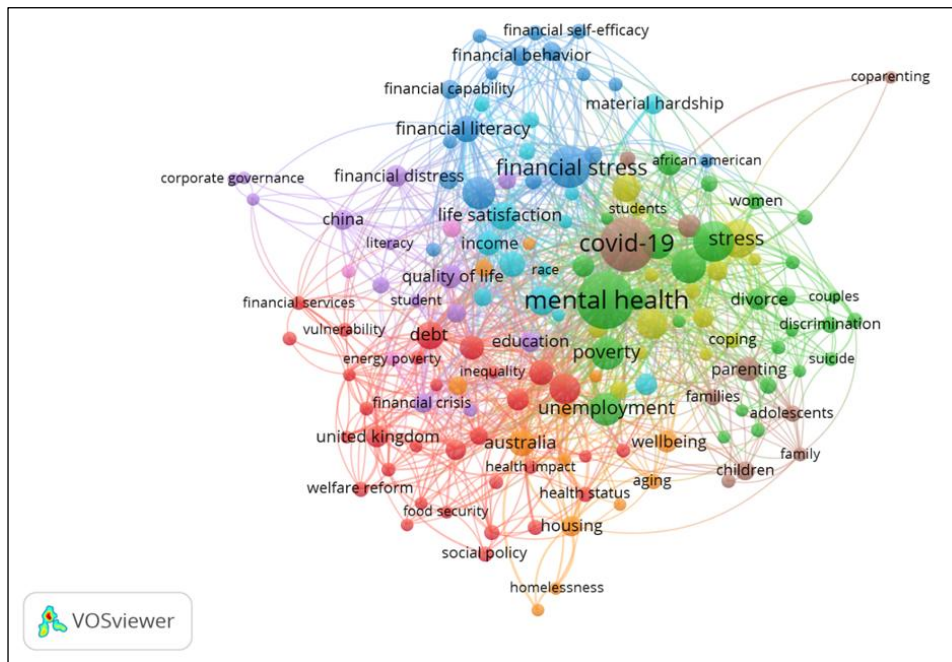 financial self-efficacy
financial behavior
coparenting
financial capability
material hardship
financial literacy
financial stress
african american
corporate governance
financial distress
women
students
china
life satisfaction
literacy
income
covid-19
stress
quality of life
race
student
mental health
financial services
divorce
couples
vulnerability
debt
education
discrimination
coping
energy poverty
inequality
poverty
suicide
parenting
financial crisis
families
unemployment
adolescents
united kingdom
australia
wellbeing
family
health impact
children
welfare reform
health status
aging
food security
housing
social policy
homelessness
VOSviewer